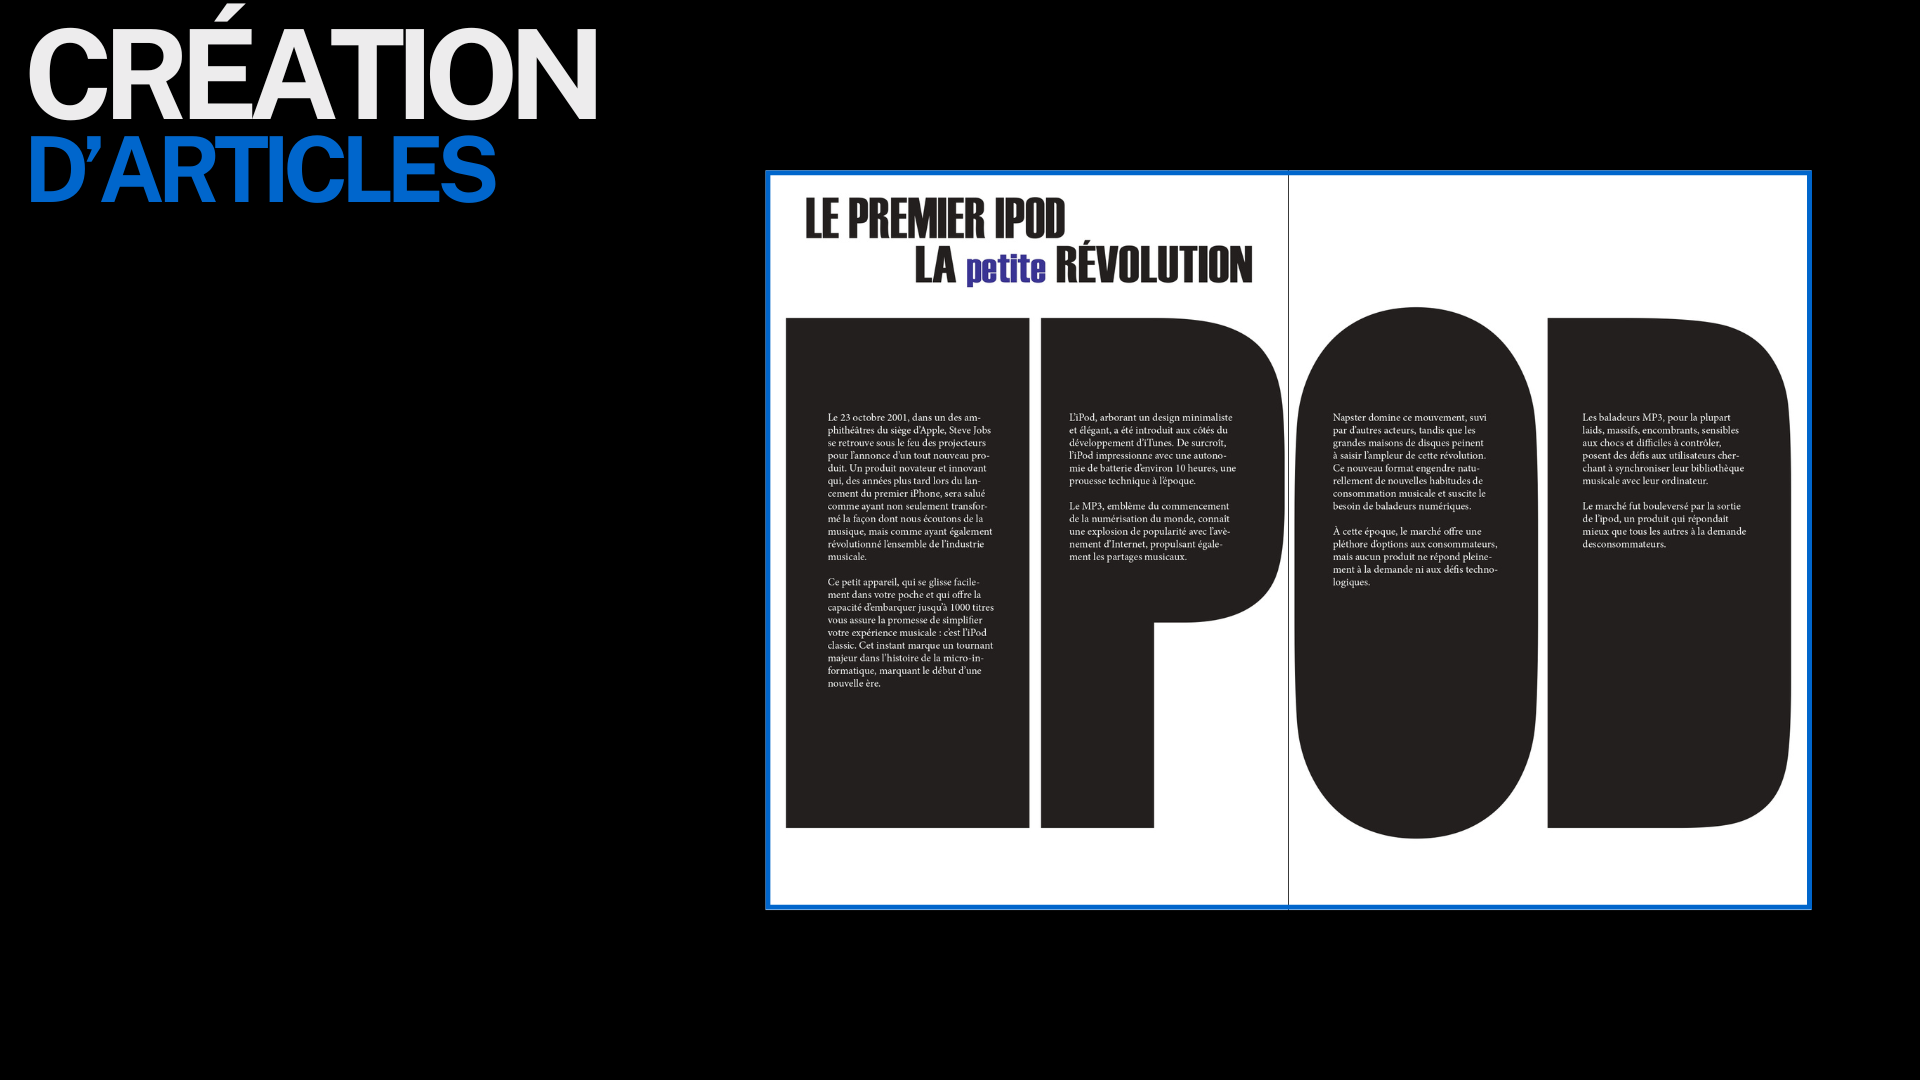 CRÉATION
D’ARTICLES
LE PREMIER IPOD
LA petite RÉVOLUTION
IPOD
Le 23 octobre 2001, dans un des am-
phithéâtres du siège d’Apple, Steve Jobs
se retrouve sous le feu des projecteurs
pour l’annonce d’un tout nouveau pro-
duit. Un produit novateur et innovant
qui, des années plus tard lors du lan-
cement du premier iPhone, sera salué
comme ayant non seulement transfor-
mé la façon dont nous écoutons de la
musique, mais comme ayant également
révolutionné l’ensemble de l’industrie
musicale.
Ce petit appareil, qui se glisse facile-
ment dans votre poche et qui offre la
capacité d’embarquer jusqu’à 1000 titres
vous assure la promesse de simplifier
votre expérience musicale : c’est l’iPod
classic. Cet instant marque un tournant
majeur dans l’histoire de la micro-in-
formatique, marquant le début d’une
nouvelle ère.
L’iPod, arborant un design minimaliste
et élégant, a été introduit aux côtés du
développement d’iTunes. De surcroît,
l’iPod impressionne avec une autono-
mie de batterie d’environ 10 heures, une
prouesse technique à l’époque.
Le MP3, emblème du commencement
de la numérisation du monde, connaît
une explosion de popularité avec l’avè-
nement d’Internet, propulsant égale-
ment les partages musicaux.
Napster domine ce mouvement, suivi
par d’autres acteurs, tandis que les
grandes maisons de disques peinent
à saisir l’ampleur de cette révolution.
Ce nouveau format engendre natu-
rellement de nouvelles habitudes de
consommation musicale et suscite le
besoin de baladeurs numériques.
À cette époque, le marché offre une
pléthore d’options aux consommateurs,
mais aucun produit ne répond pleine-
ment à la demande ni aux défis techno-
logiques.
Les baladeurs MP3, pour la plupart
laids, massifs, encombrants, sensibles
aux chocs et difficiles à contrôler,
posent des défis aux utilisateurs cher-
chant à synchroniser leur bibliothèque
musicale avec leur ordinateur.
Le marché fut bouleversé par la sortie
de l’ipod, un produit qui répondait
mieux que tous les autres à la demande
desconsommateurs.